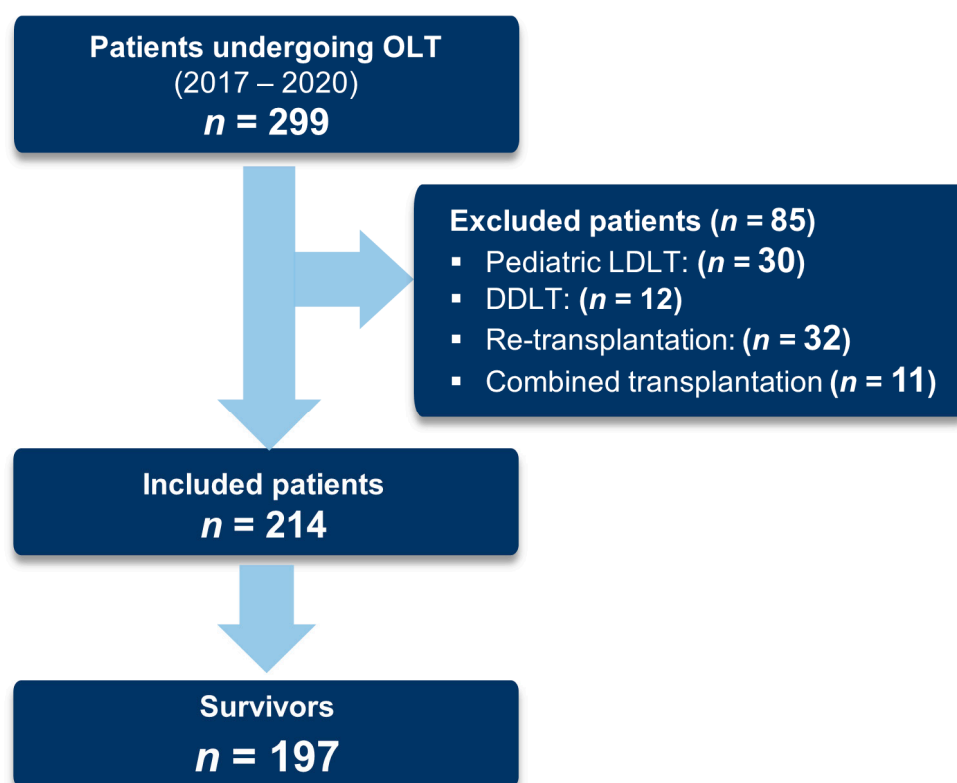 Patients undergoing OLT
(2017 – 2020)
n = 299
Excluded patients (n = 85)
▪ Pediatric LDLT: (n = 30)
▪ DDLT: (n = 12)
▪ Re-transplantation: (n = 32)
▪ Combined transplantation (n = 11)
Included patients
n = 214
Survivors
n = 197